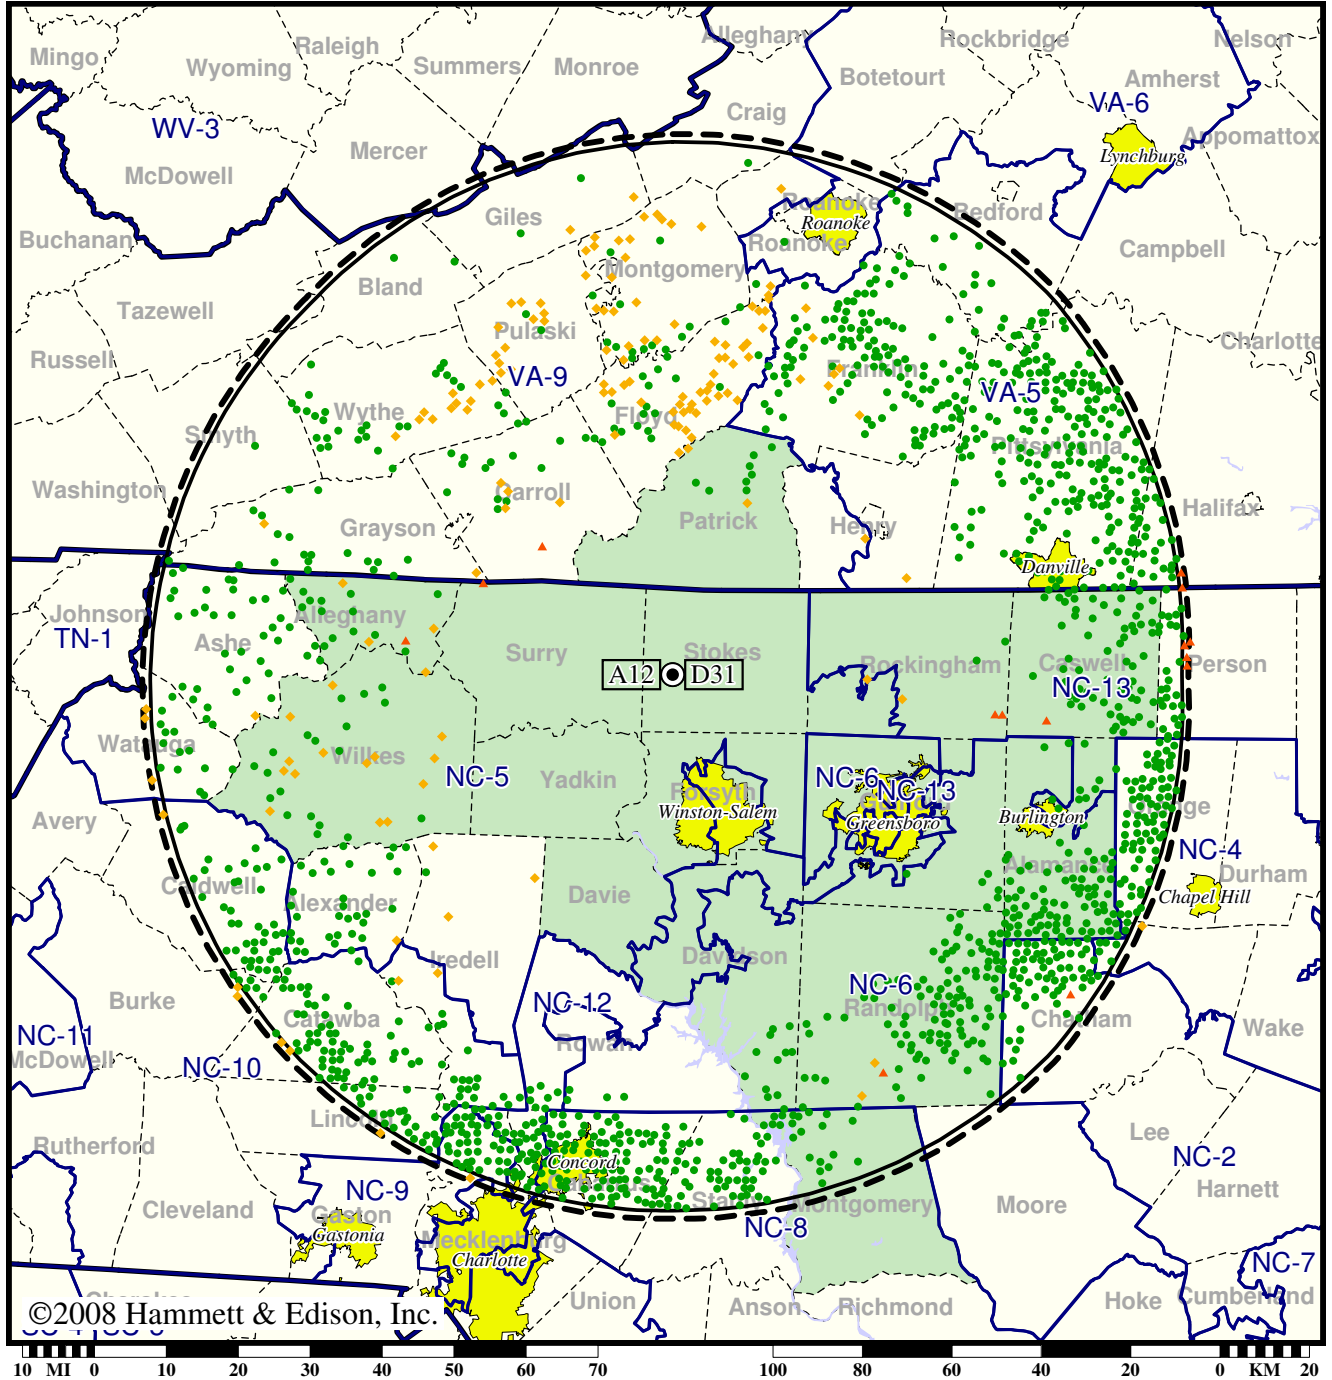 Mingo
Wyoming
Raleigh
Summers
Monroe
Alleghany
Rockbridge
Nelson
Botetourt
Amherst
Craig
VA-6
WV-3
Mercer
Appomattox
Lynchburg
McDowell
Giles
Roanoke
Roanoke
Bedford
Buchanan
Roanoke
Campbell
Montgomery
Bland
Tazewell
Pulaski
Charlotte
Russell
VA-9
Franklin
VA-5
Wythe
Floyd
Smyth
Pittsylvania
Washington
Carroll
Halifax
Grayson
Patrick
Henry
Danville
Johnson
Alleghany
TN-1
Ashe
Surry
Stokes
Rockingham
Caswell
Person
A12
D31
NC-13
Watauga
Wilkes
NC-5
Yadkin
NC-6
NC-13
Forsyth
Winston-Salem
Greensboro
Burlington
Orange
Avery
NC-4
Alamance
Durham
Caldwell
Alexander
Davie
Chapel Hill
Iredell
Davidson
Burke
NC-12
NC-6
Randolph
Catawba
Chatham
Wake
NC-11
McDowell
Rowan
NC-10
Lincoln
Rutherford
Lee
NC-2
Concord
Cabarrus
NC-9
Harnett
Cleveland
Gaston
Stanly
Montgomery
Moore
Gastonia
Mecklenburg
NC-8
Charlotte
NC-7
Cherokee
Union
Anson
Richmond
Hoke
Cumberland
©2008 Hammett & Edison, Inc.
10 MI 0 10 20 30 40 50 60 70 100 80 60 40 20 0 KM 20